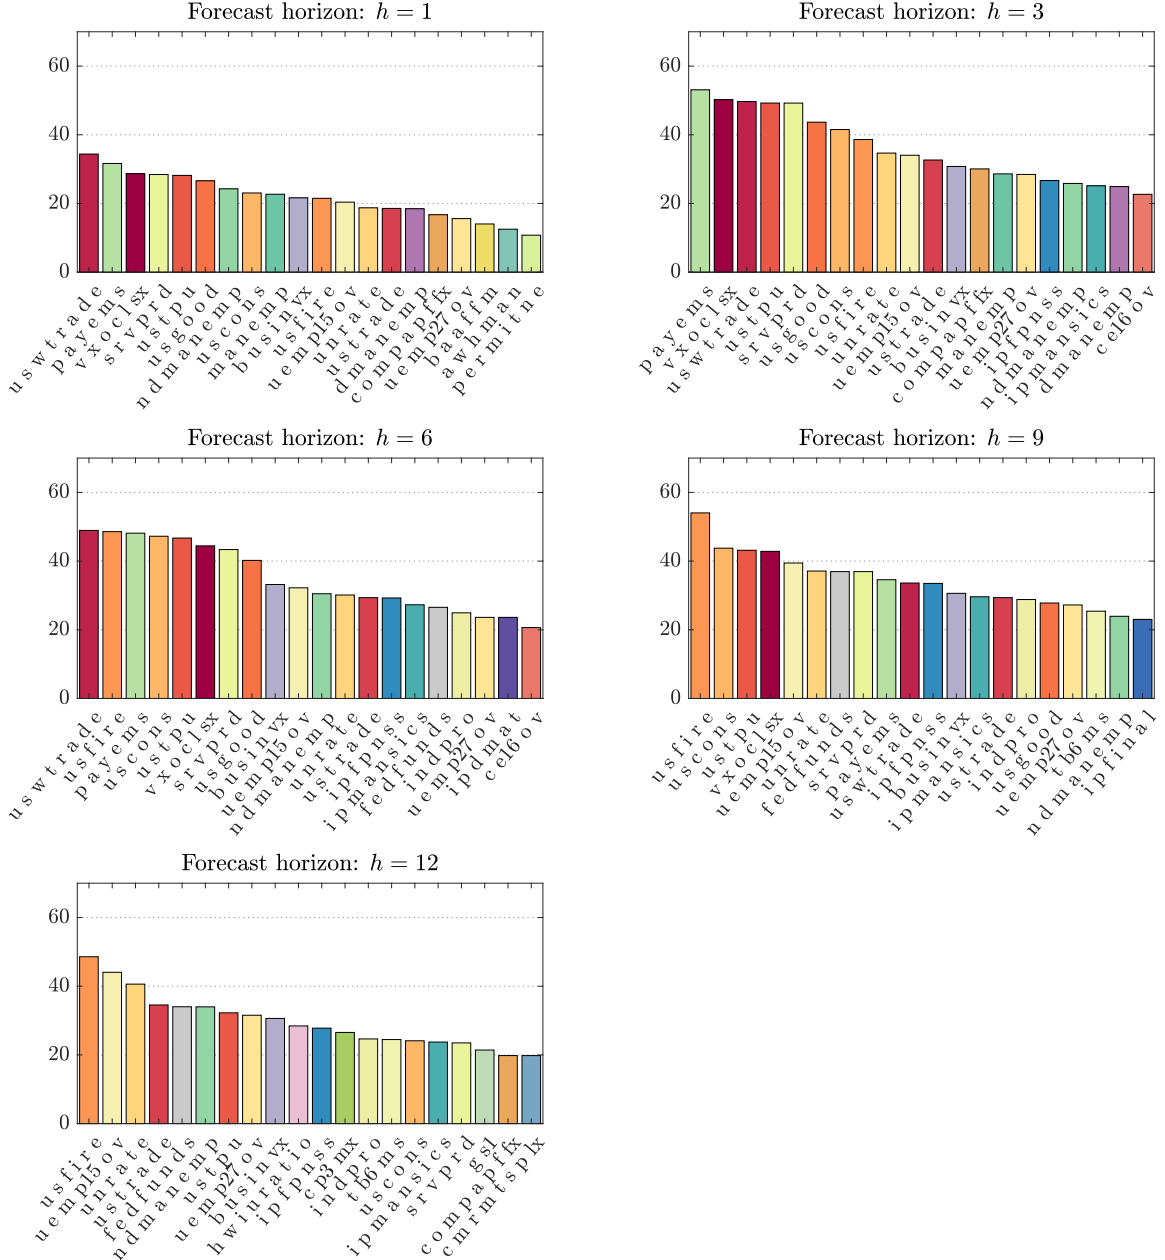 Forecast horizon: h = 1
60
40
20
0
uswtrade
payems
vxoclsx
srvprd
ustpu
usgood
ndmanemp
uscons
manemp
businvx
usfire
uemp15ov
unrate
ustrade
dmanemp
compapffx
uemp27ov
baaffm
awhman
permitne
Forecast horizon: h = 3
60
40
20
0
payems
vxoclsx
uswtrade
ustpu
srvprd
usgood
uscons
usfire
unrate
uemp15ov
ustrade
businvx
compapffx
manemp
uemp27ov
ipfpnss
ndmanemp
ipmansics
dmanemp
ce16ov
Forecast horizon: h = 6
60
40
20
0
uswtrade
usfire
payems
uscons
ustpu
vxoclsx
srvprd
usgood
businvx
uemp15ov
ndmanemp
unrate
ustrade
ipfpnss
ipmansics
fedfunds
indpro
uemp27ov
ipdmat
ce16ov
Forecast horizon: h = 9
60
40
20
0
usfire
uscons
ustpu
vxoclsx
uemp15ov
unrate
fedfunds
srvprd
payems
uswtrade
ipfpnss
businvx
ipmansics
ustrade
indpro
usgood
uemp27ov
tb6ms
ndmanemp
ipfinal
Forecast horizon: h = 12
60
40
20
0
usfire
uemp15ov
unrate
ustrade
fedfunds
ndmanemp
ustpu
uemp27ov
businvx
hwiuratio
ipfpnss
cp3mx
indpro
tb6ms
uscons
ipmansics
srvprd
gs1
compapffx
cmrmtsplx